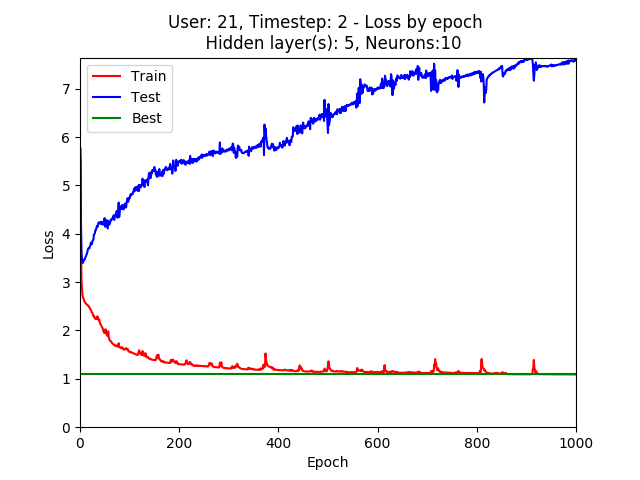 User: 21, Timestep: 2 - Loss by epoch
Hidden layer(s): 5, Neurons:10
Train
Test
Best
7
6
5
4
3
2
1
0
Loss
0 200 400 600 800 1000
Epoch